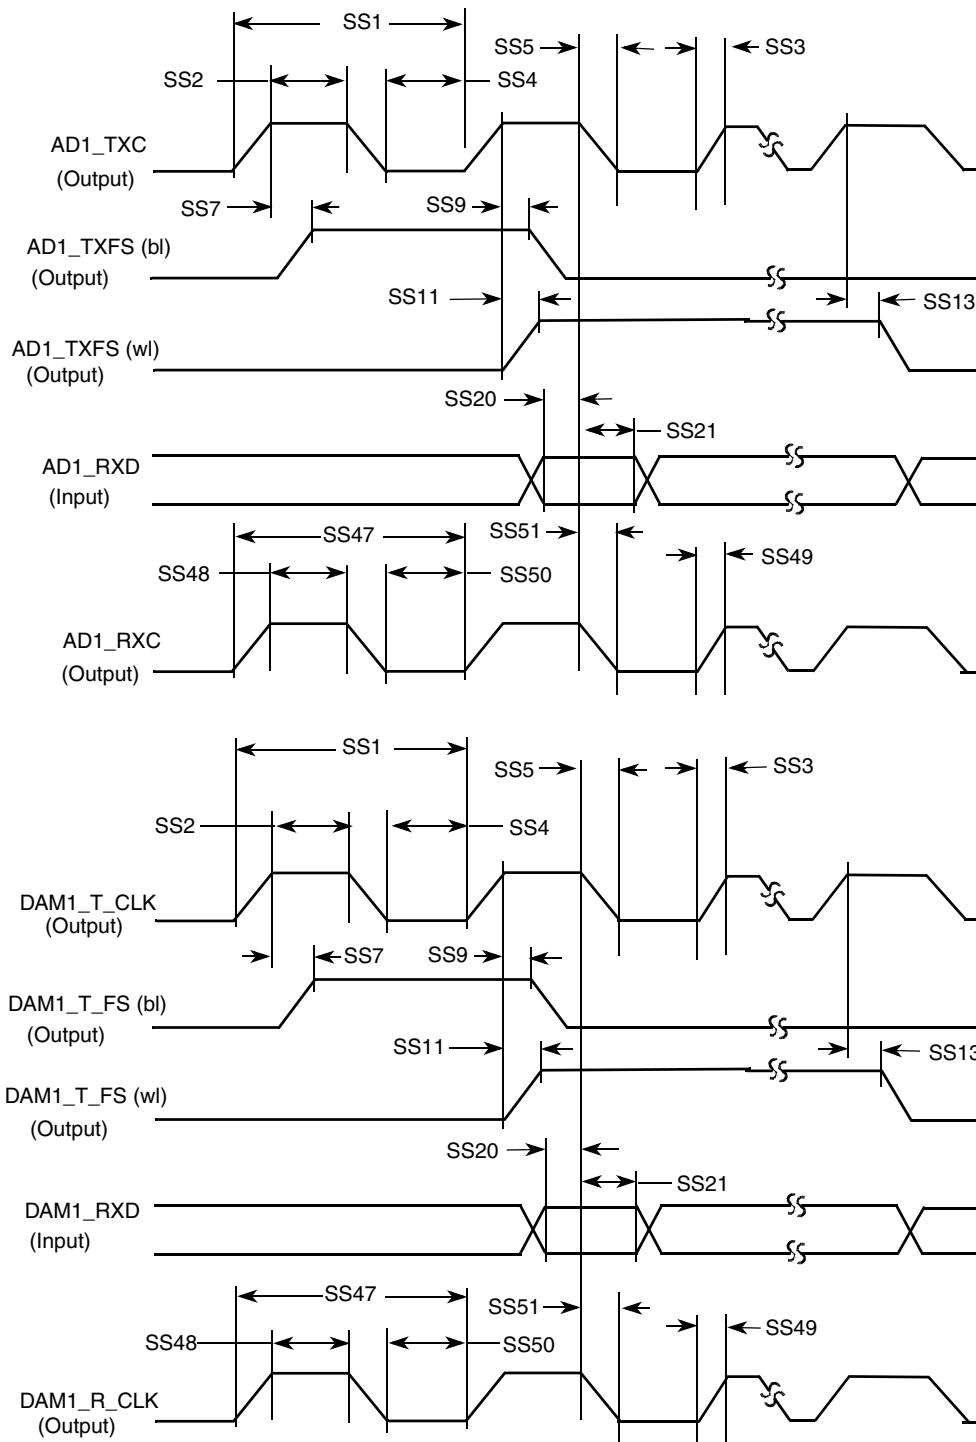 SS1
SS5
SS3
SS2
SS4
AD1_TXC
(Output)
SS7
SS9
AD1_TXFS (bl)
(Output)
SS11
SS13
AD1_TXFS (wl)
(Output)
SS20
SS21
AD1_RXD
(Input)
SS47
SS51
SS49
SS48
SS50
AD1_RXC
(Output)
SS1
SS5
SS3
SS2
SS4
DAM1_T_CLK
(Output)
SS7
SS9
DAM1_T_FS (bl)
(Output)
SS11
SS13
DAM1_T_FS (wl)
(Output)
SS20
SS21
DAM1_RXD
(Input)
SS47
SS51
SS49
SS48
SS50
DAM1_R_CLK
(Output)